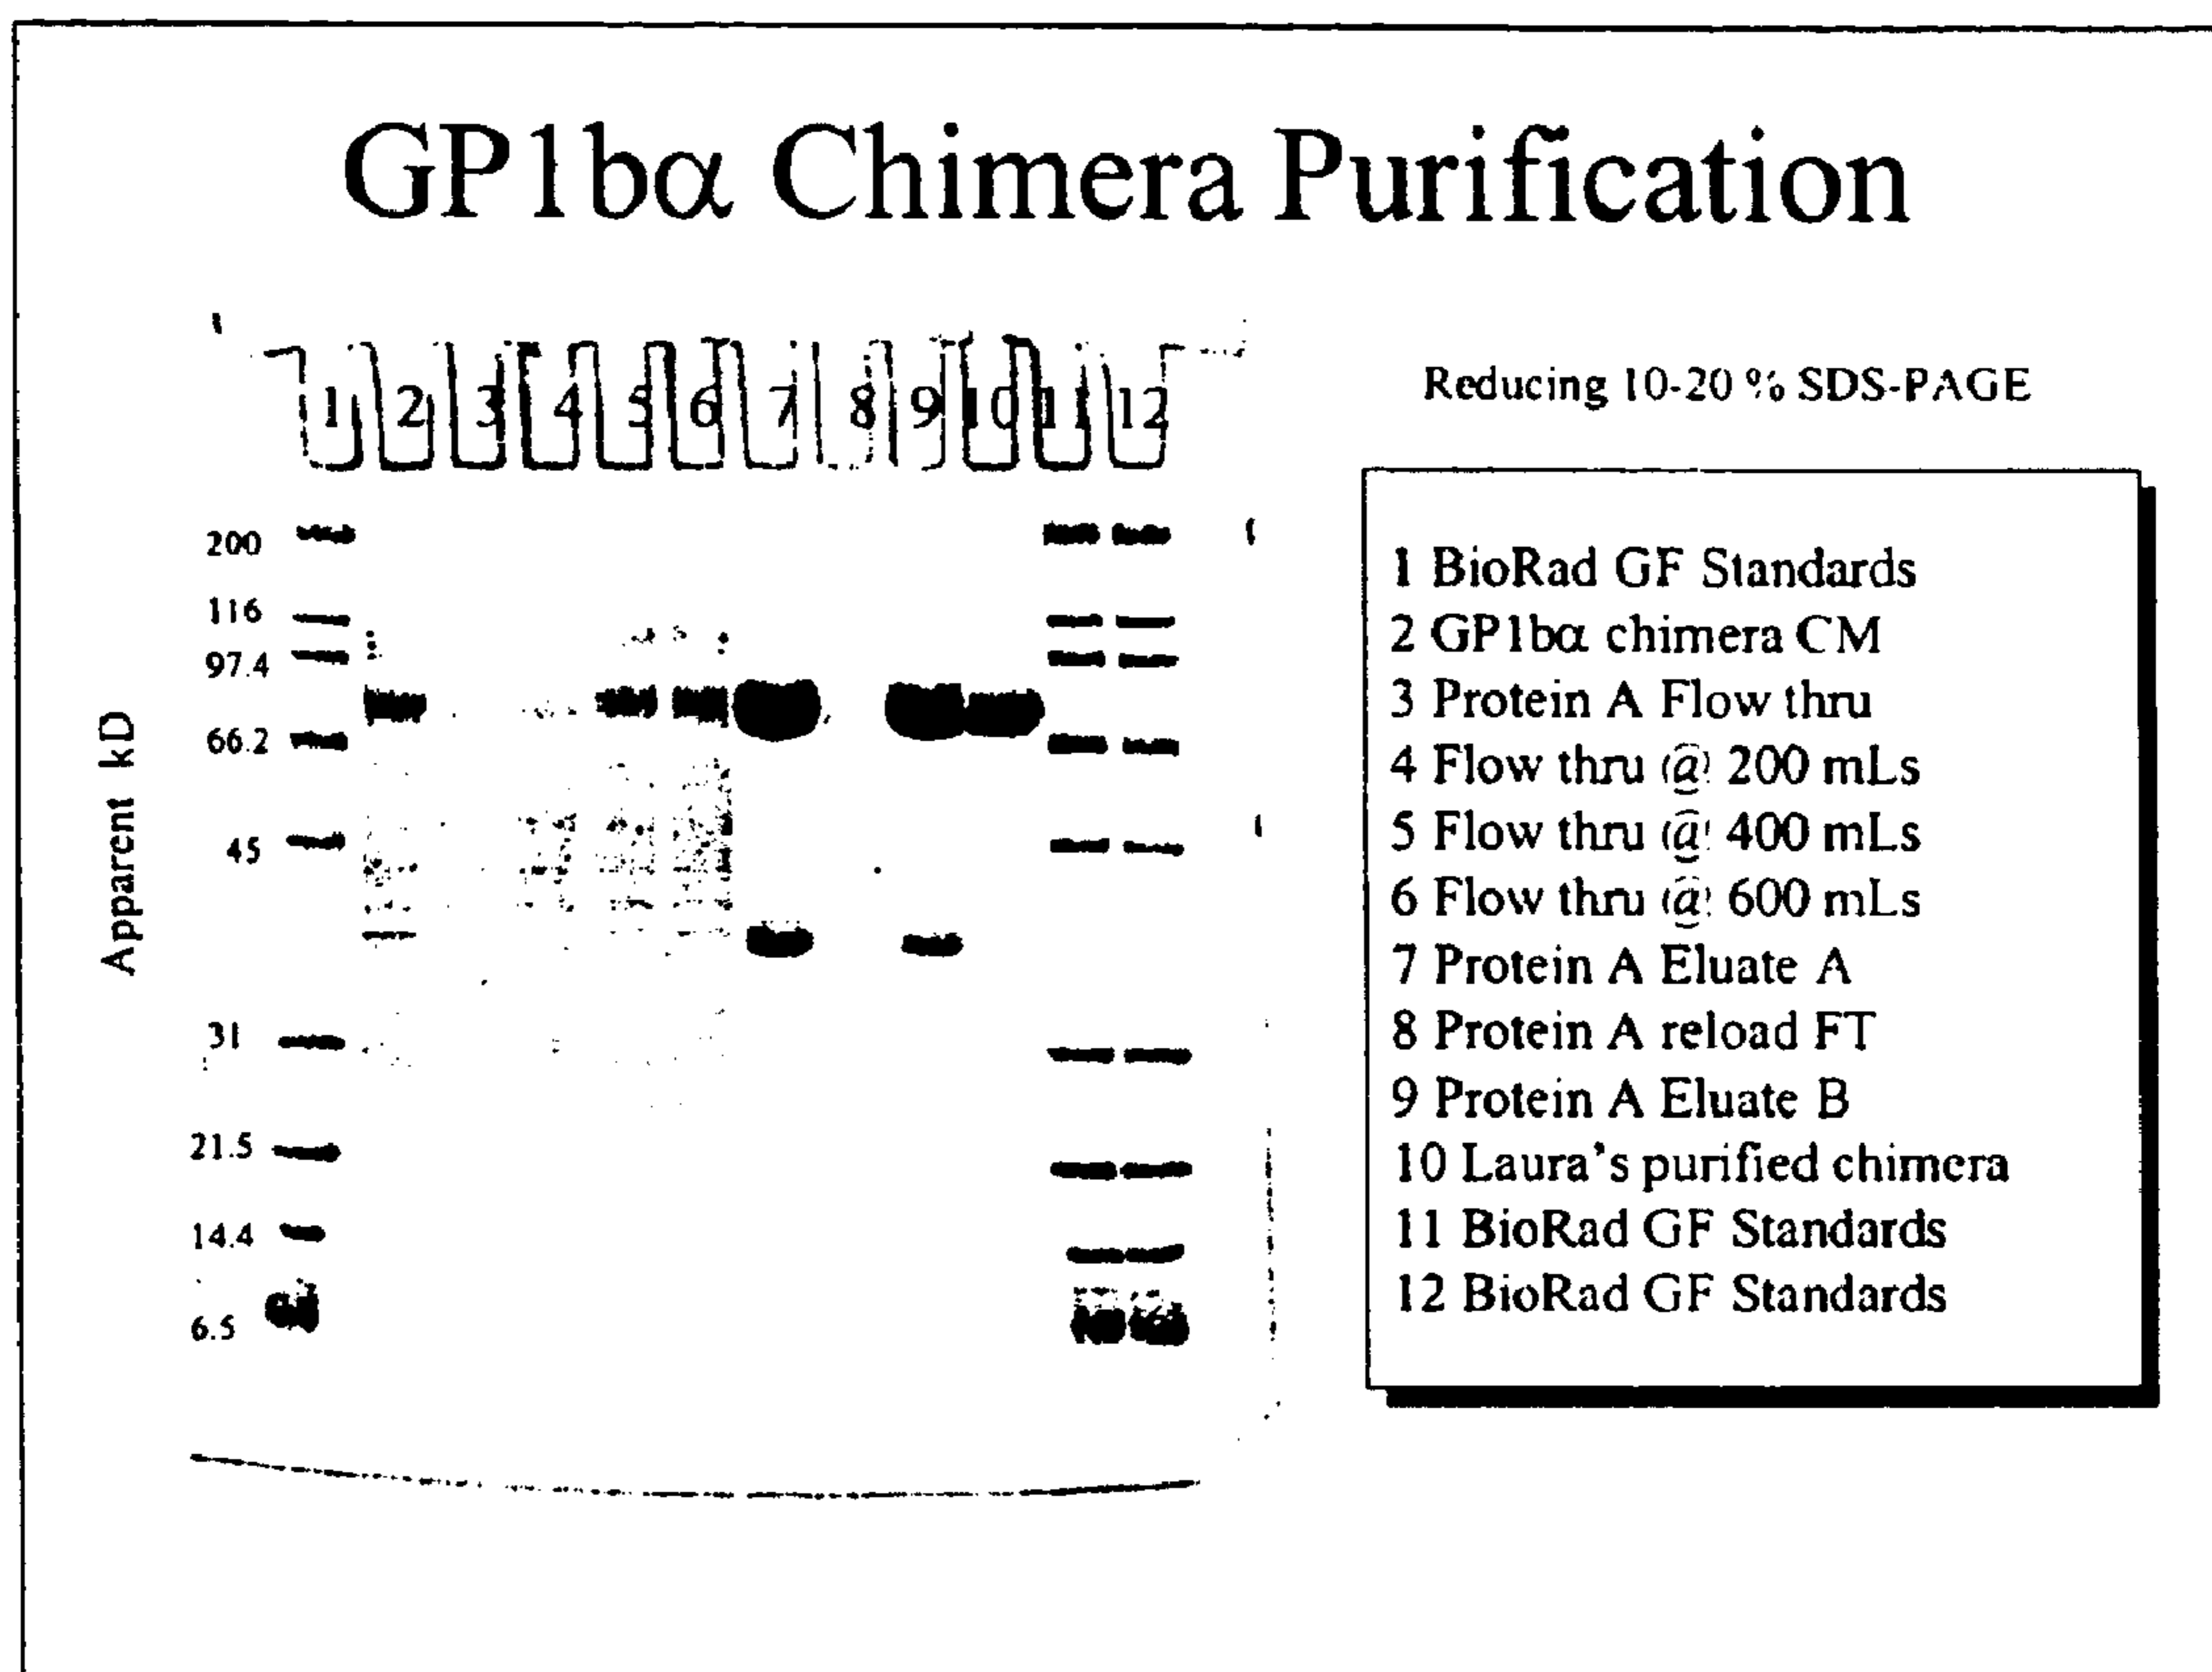 GP1bα Chimera Purification
1 2 3 4 5 6 7 8 9 10 11 12
Reducing 10-20 % SDS-PAGE
Apparent kD
200
116
97.4
66.2
45
31
21.5
14.4
6.5
1 BioRad GF Standards
2 GP1bα chimera CM
3 Protein A Flow thru
4 Flow thru @ 200 mLs
5 Flow thru @ 400 mLs
6 Flow thru @ 600 mLs
7 Protein A Eluate A
8 Protein A reload FT
9 Protein A Eluate B
10 Laura's purified chimera
11 BioRad GF Standards
12 BioRad GF Standards